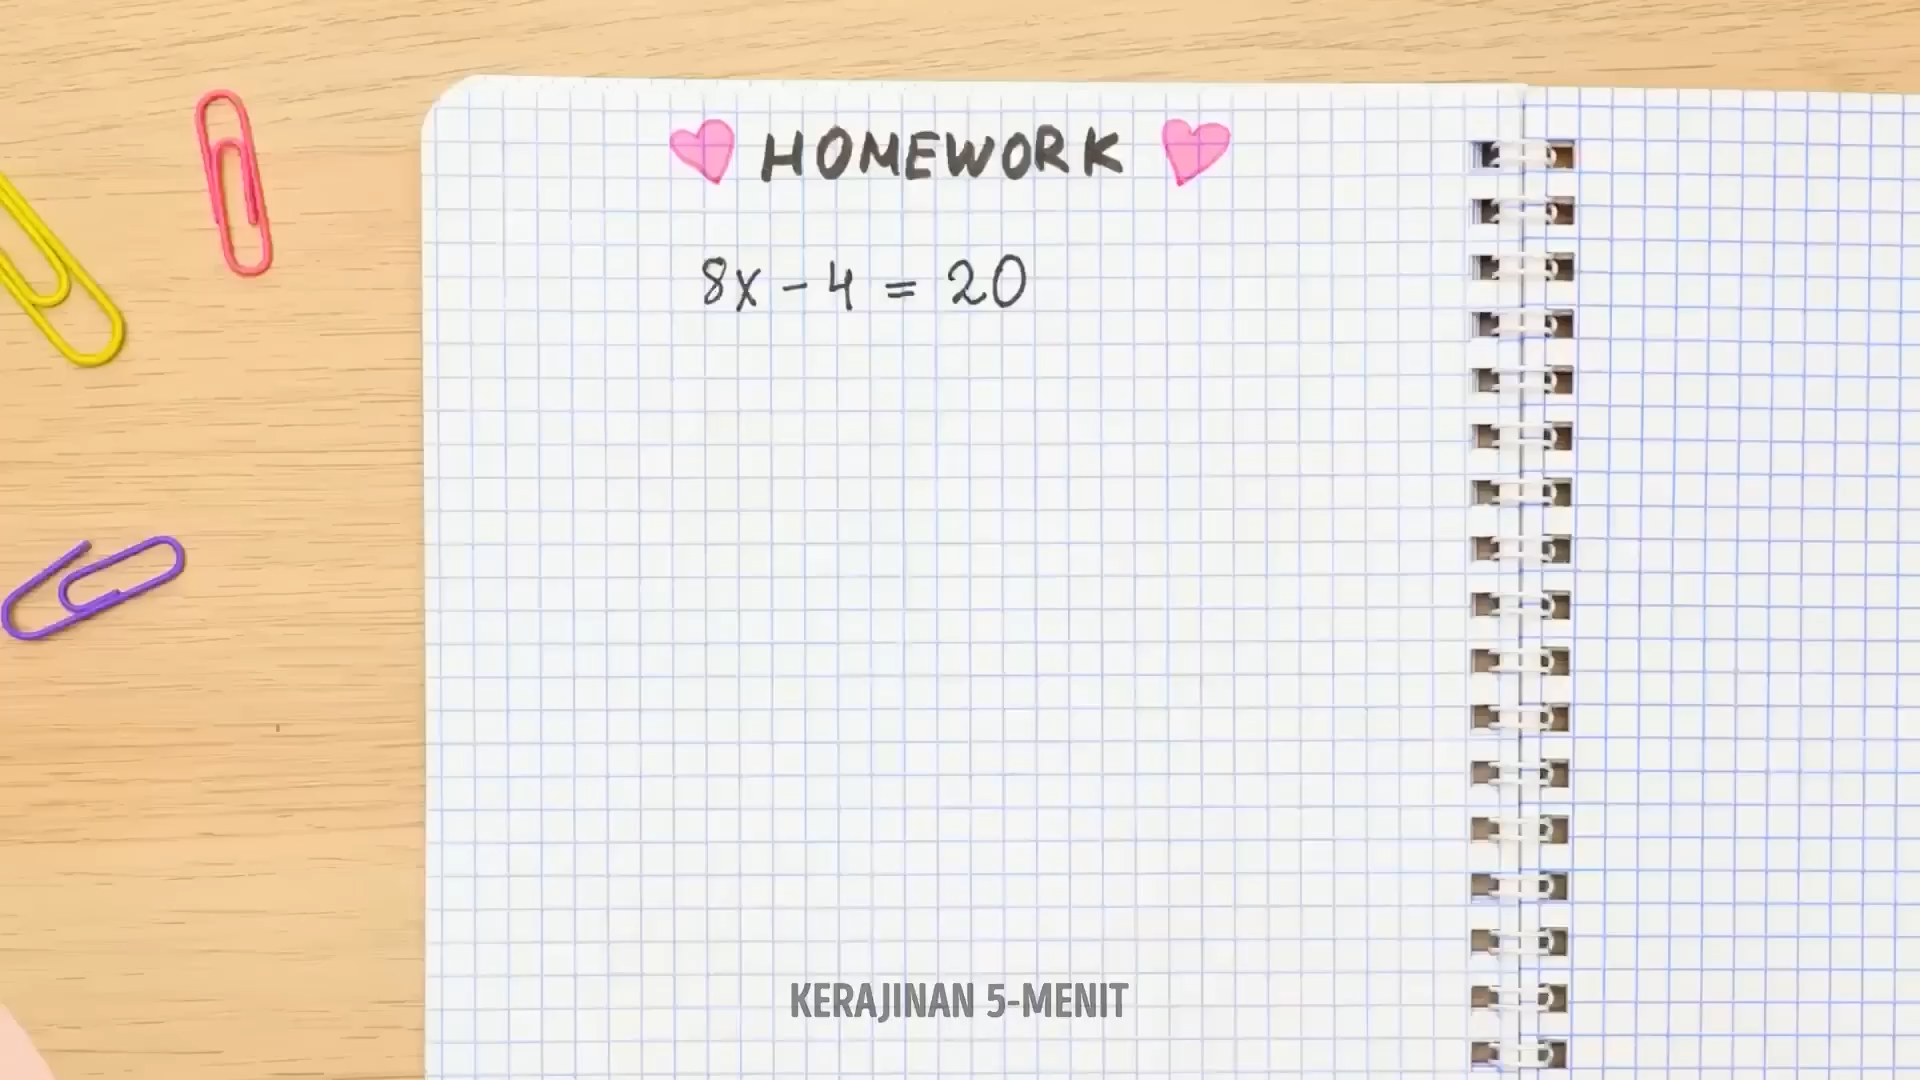 HOMEWORK
8x - 4 = 20
KERAJINAN 5-MENIT